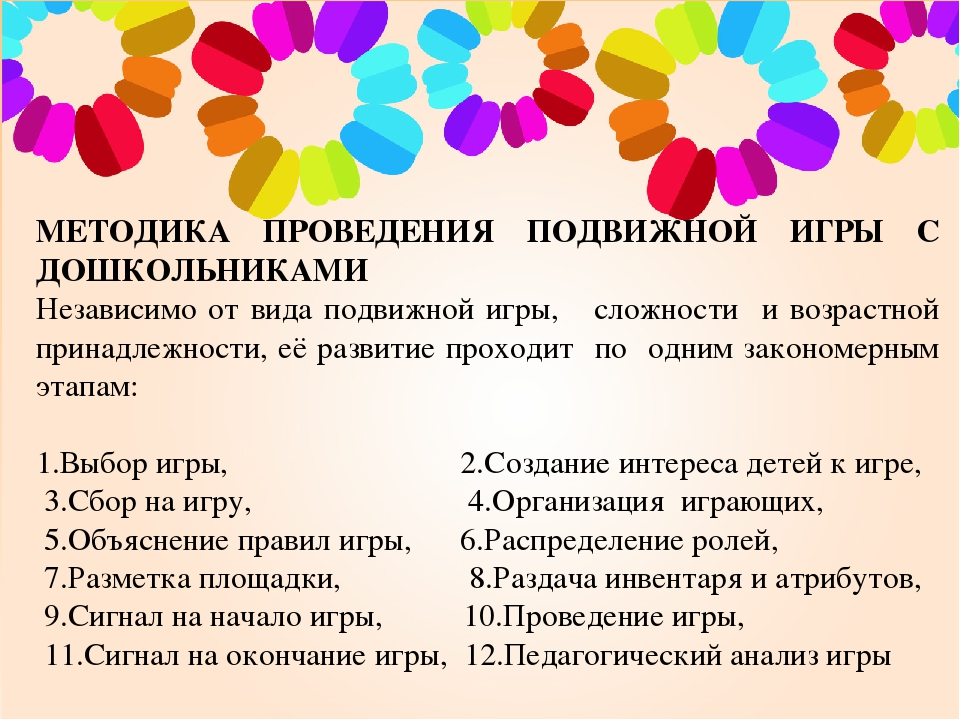 МЕТОДИКА ПРОВЕДЕНИЯ ПОДВИЖНОЙ ИГРЫ С
ДОШКОЛЬНИКАМИ
Независимо от вида подвижной игры, сложности и возрастной
принадлежности, её развитие проходит по одним закономерным
этапам:
1.Выбор игры, 2.Создание интереса детей к игре,
3.Сбор на игру, 4.Организация играющих,
5.Объяснение правил игры, 6.Распределение ролей,
7.Разметка площадки, 8.Раздача инвентаря и атрибутов,
9.Сигнал на начало игры, 10.Проведение игры,
11.Сигнал на окончание игры, 12.Педагогический анализ игры